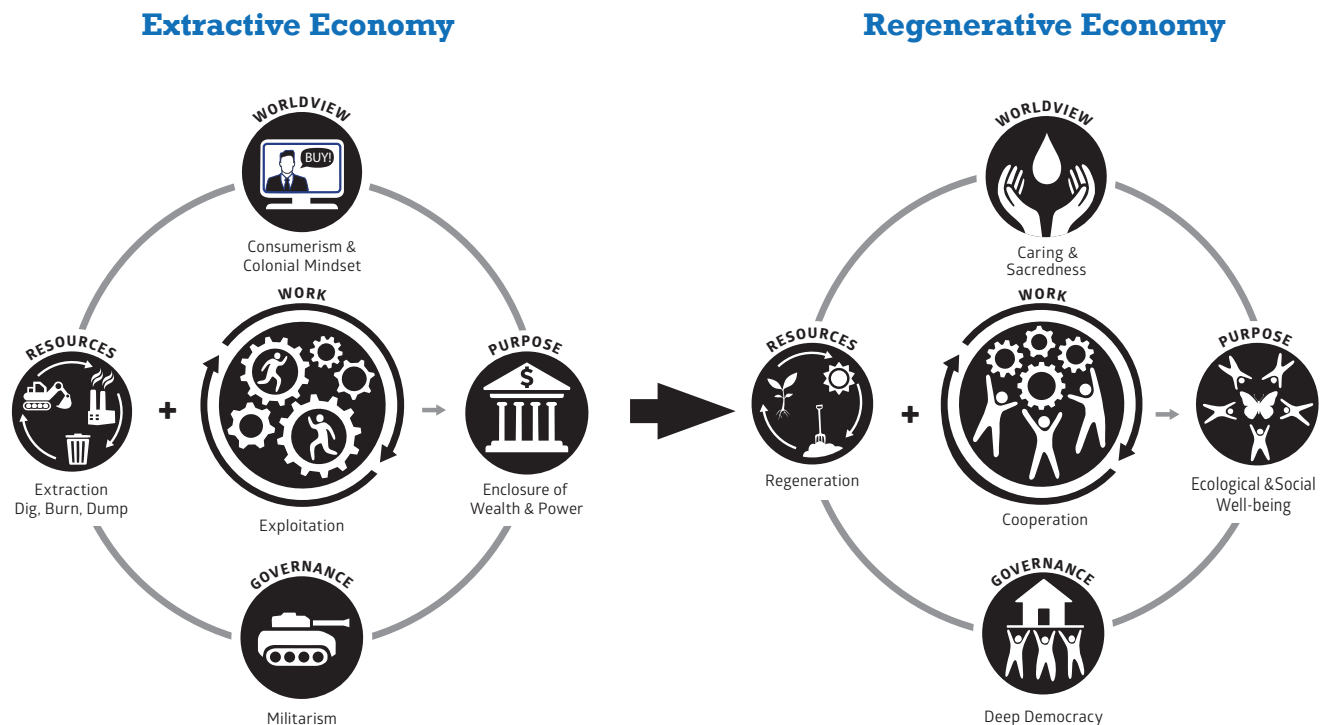 Extractive Economy
WORLDVIEW
BUY!
Consumerism &
Colonial Mindset
RESOURCES
Extraction
Dig, Burn, Dump
+
WORK
Exploitation
PURPOSE
$
Enclosure of
Wealth & Power
GOVERNANCE
Militarism
Regenerative Economy
WORLDVIEW
Caring &
Sacredness
RESOURCES
Regeneration
+
WORK
Cooperation
PURPOSE
Ecological &Social
Well-being
GOVERNANCE
Deep Democracy